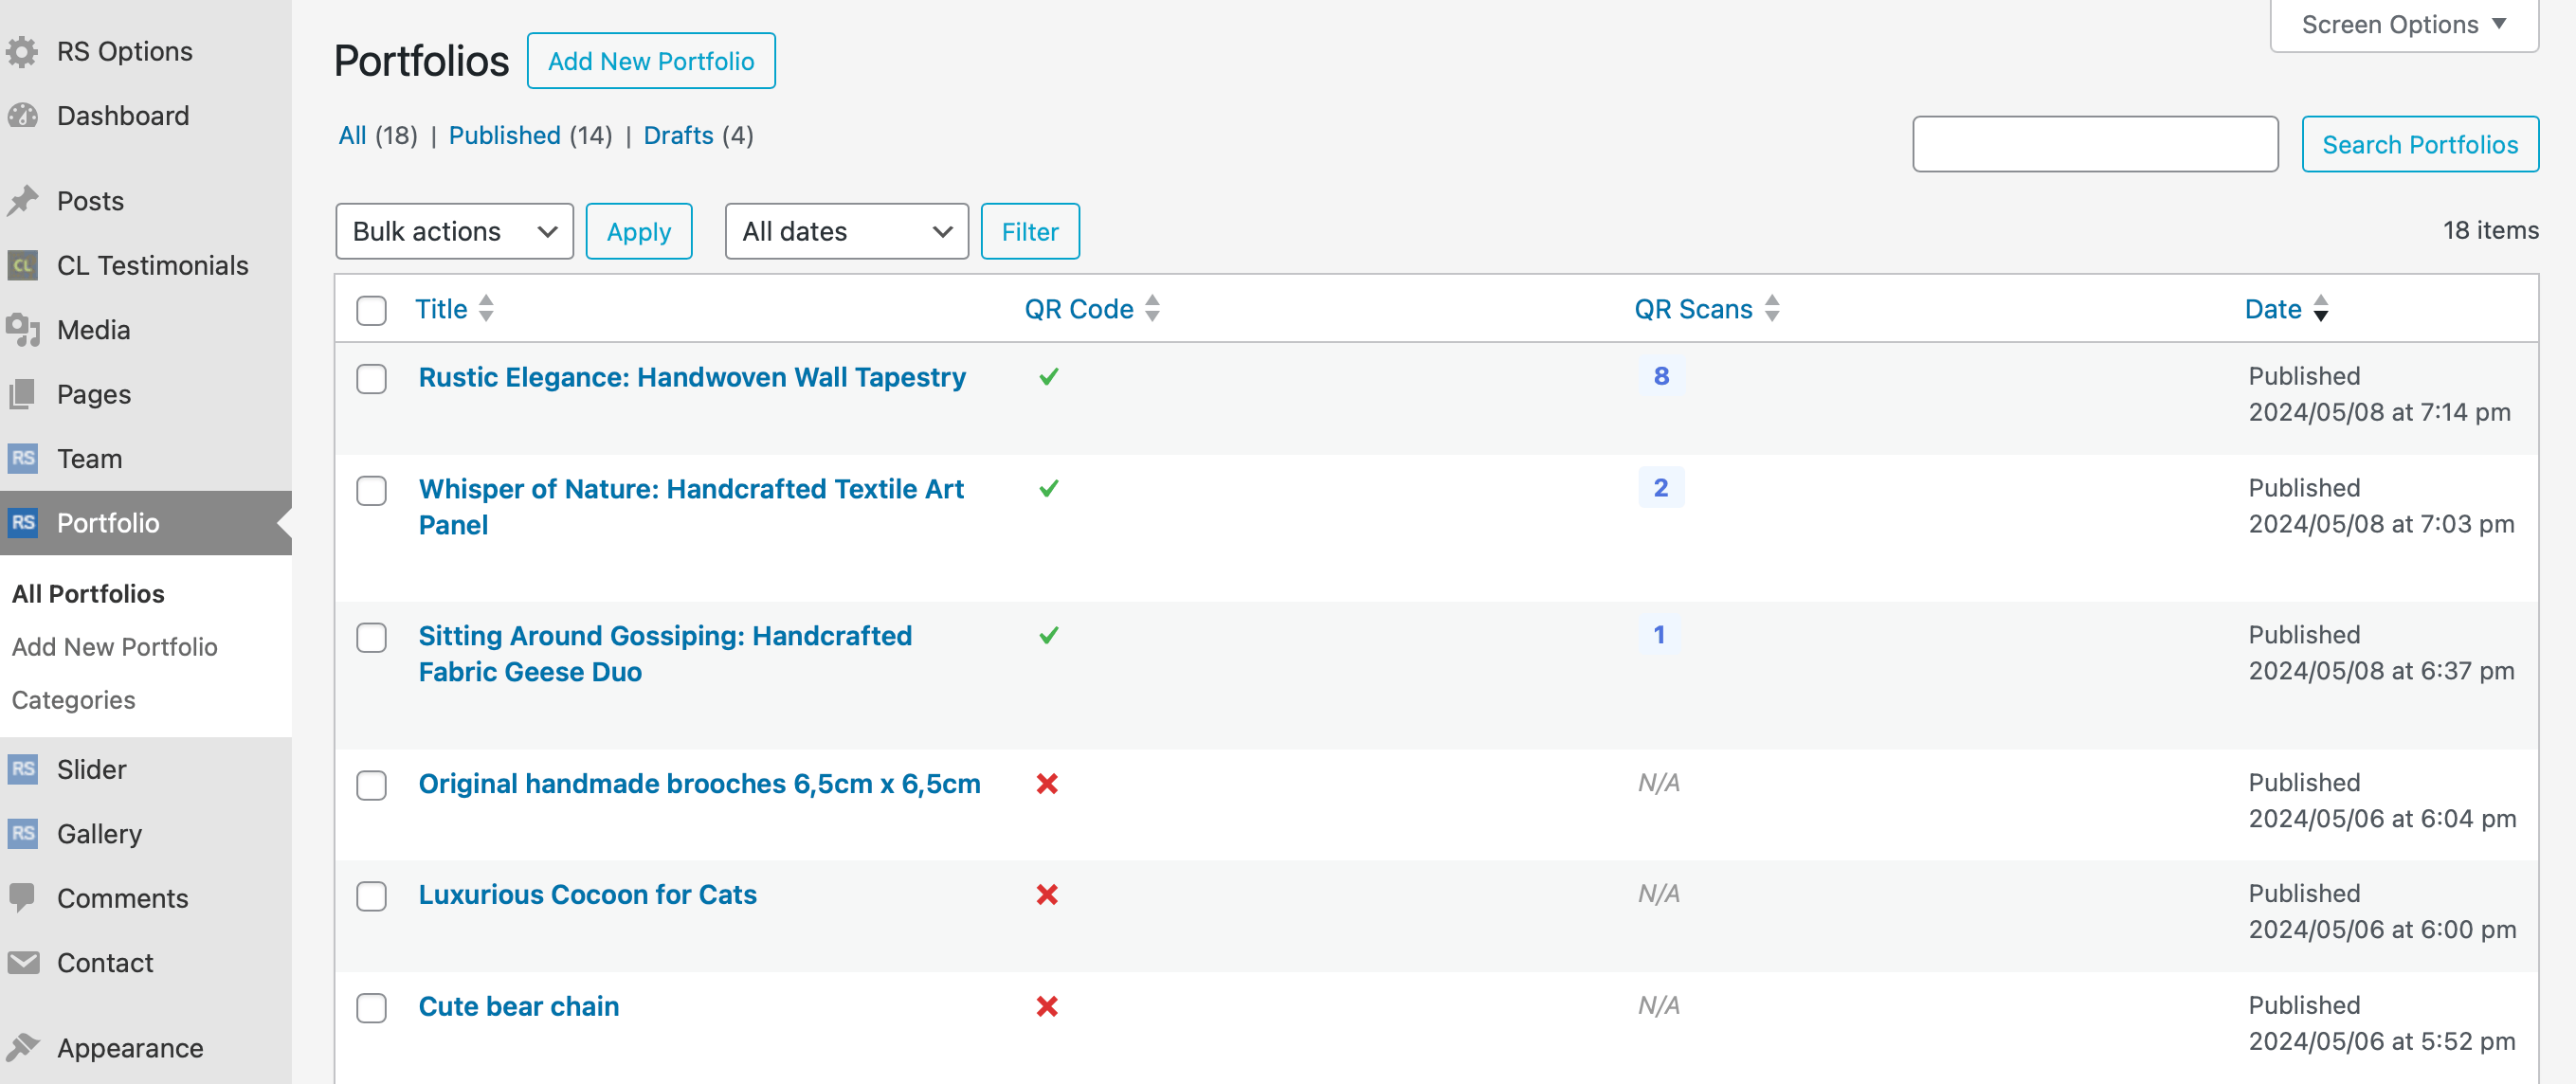 RS Options
Dashboard
Posts
CL
CL Testimonials
Media
Pages
RS
Team
RS
Portfolio
All Portfolios
Add New Portfolio
Categories
RS
Slider
RS
Gallery
Comments
Contact
Appearance
Screen Options
Portfolios
Add New Portfolio
All (18) | Published (14) | Drafts (4)
Search Portfolios
Bulk actions
Apply
All dates
Filter
18 items
Title
QR Code
QR Scans
Date
Rustic Elegance: Handwoven Wall Tapestry
8
Published
2024/05/08 at 7:14 pm
Whisper of Nature: Handcrafted Textile Art
Panel
2
Published
2024/05/08 at 7:03 pm
Sitting Around Gossiping: Handcrafted
Fabric Geese Duo
1
Published
2024/05/08 at 6:37 pm
Original handmade brooches 6,5cm x 6,5cm
N/A
Published
2024/05/06 at 6:04 pm
Luxurious Cocoon for Cats
N/A
Published
2024/05/06 at 6:00 pm
Cute bear chain
N/A
Published
2024/05/06 at 5:52 pm